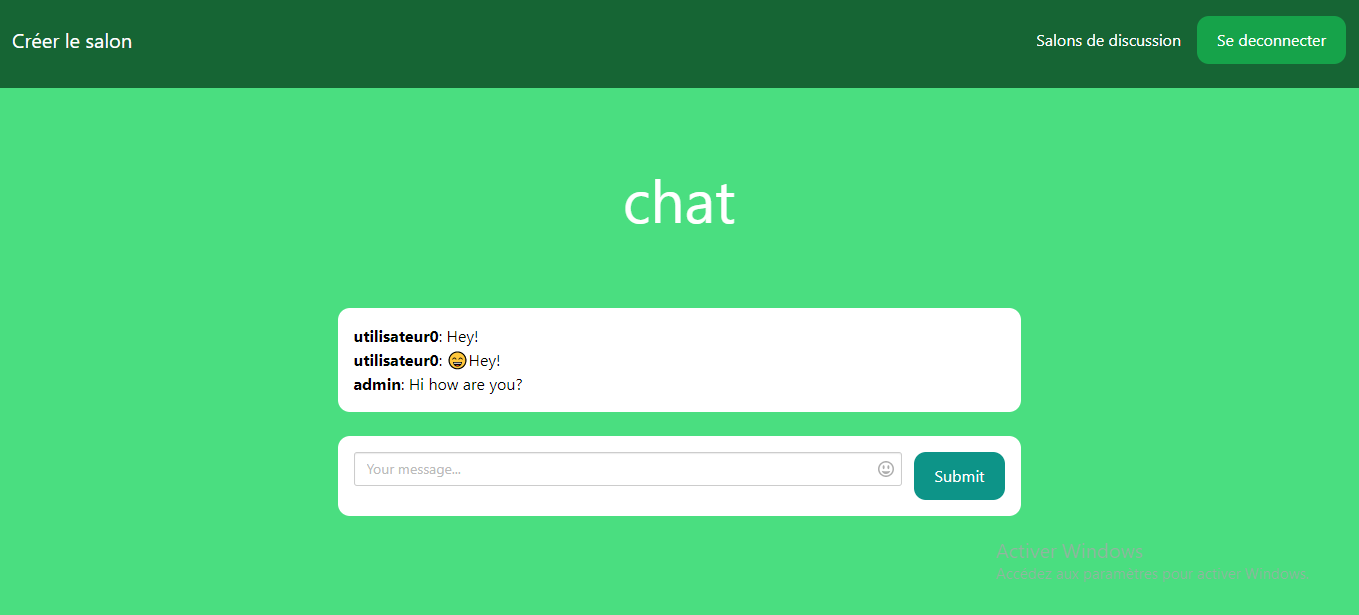 Créer le salon
Salons de discussion
Se deconnecter
chat
utilisateur0: Hey!
utilisateur0: 😄Hey!
admin: Hi how are you?
Your message...
Submit
Activer Windows
Accédez aux paramètres pour activer Windows.